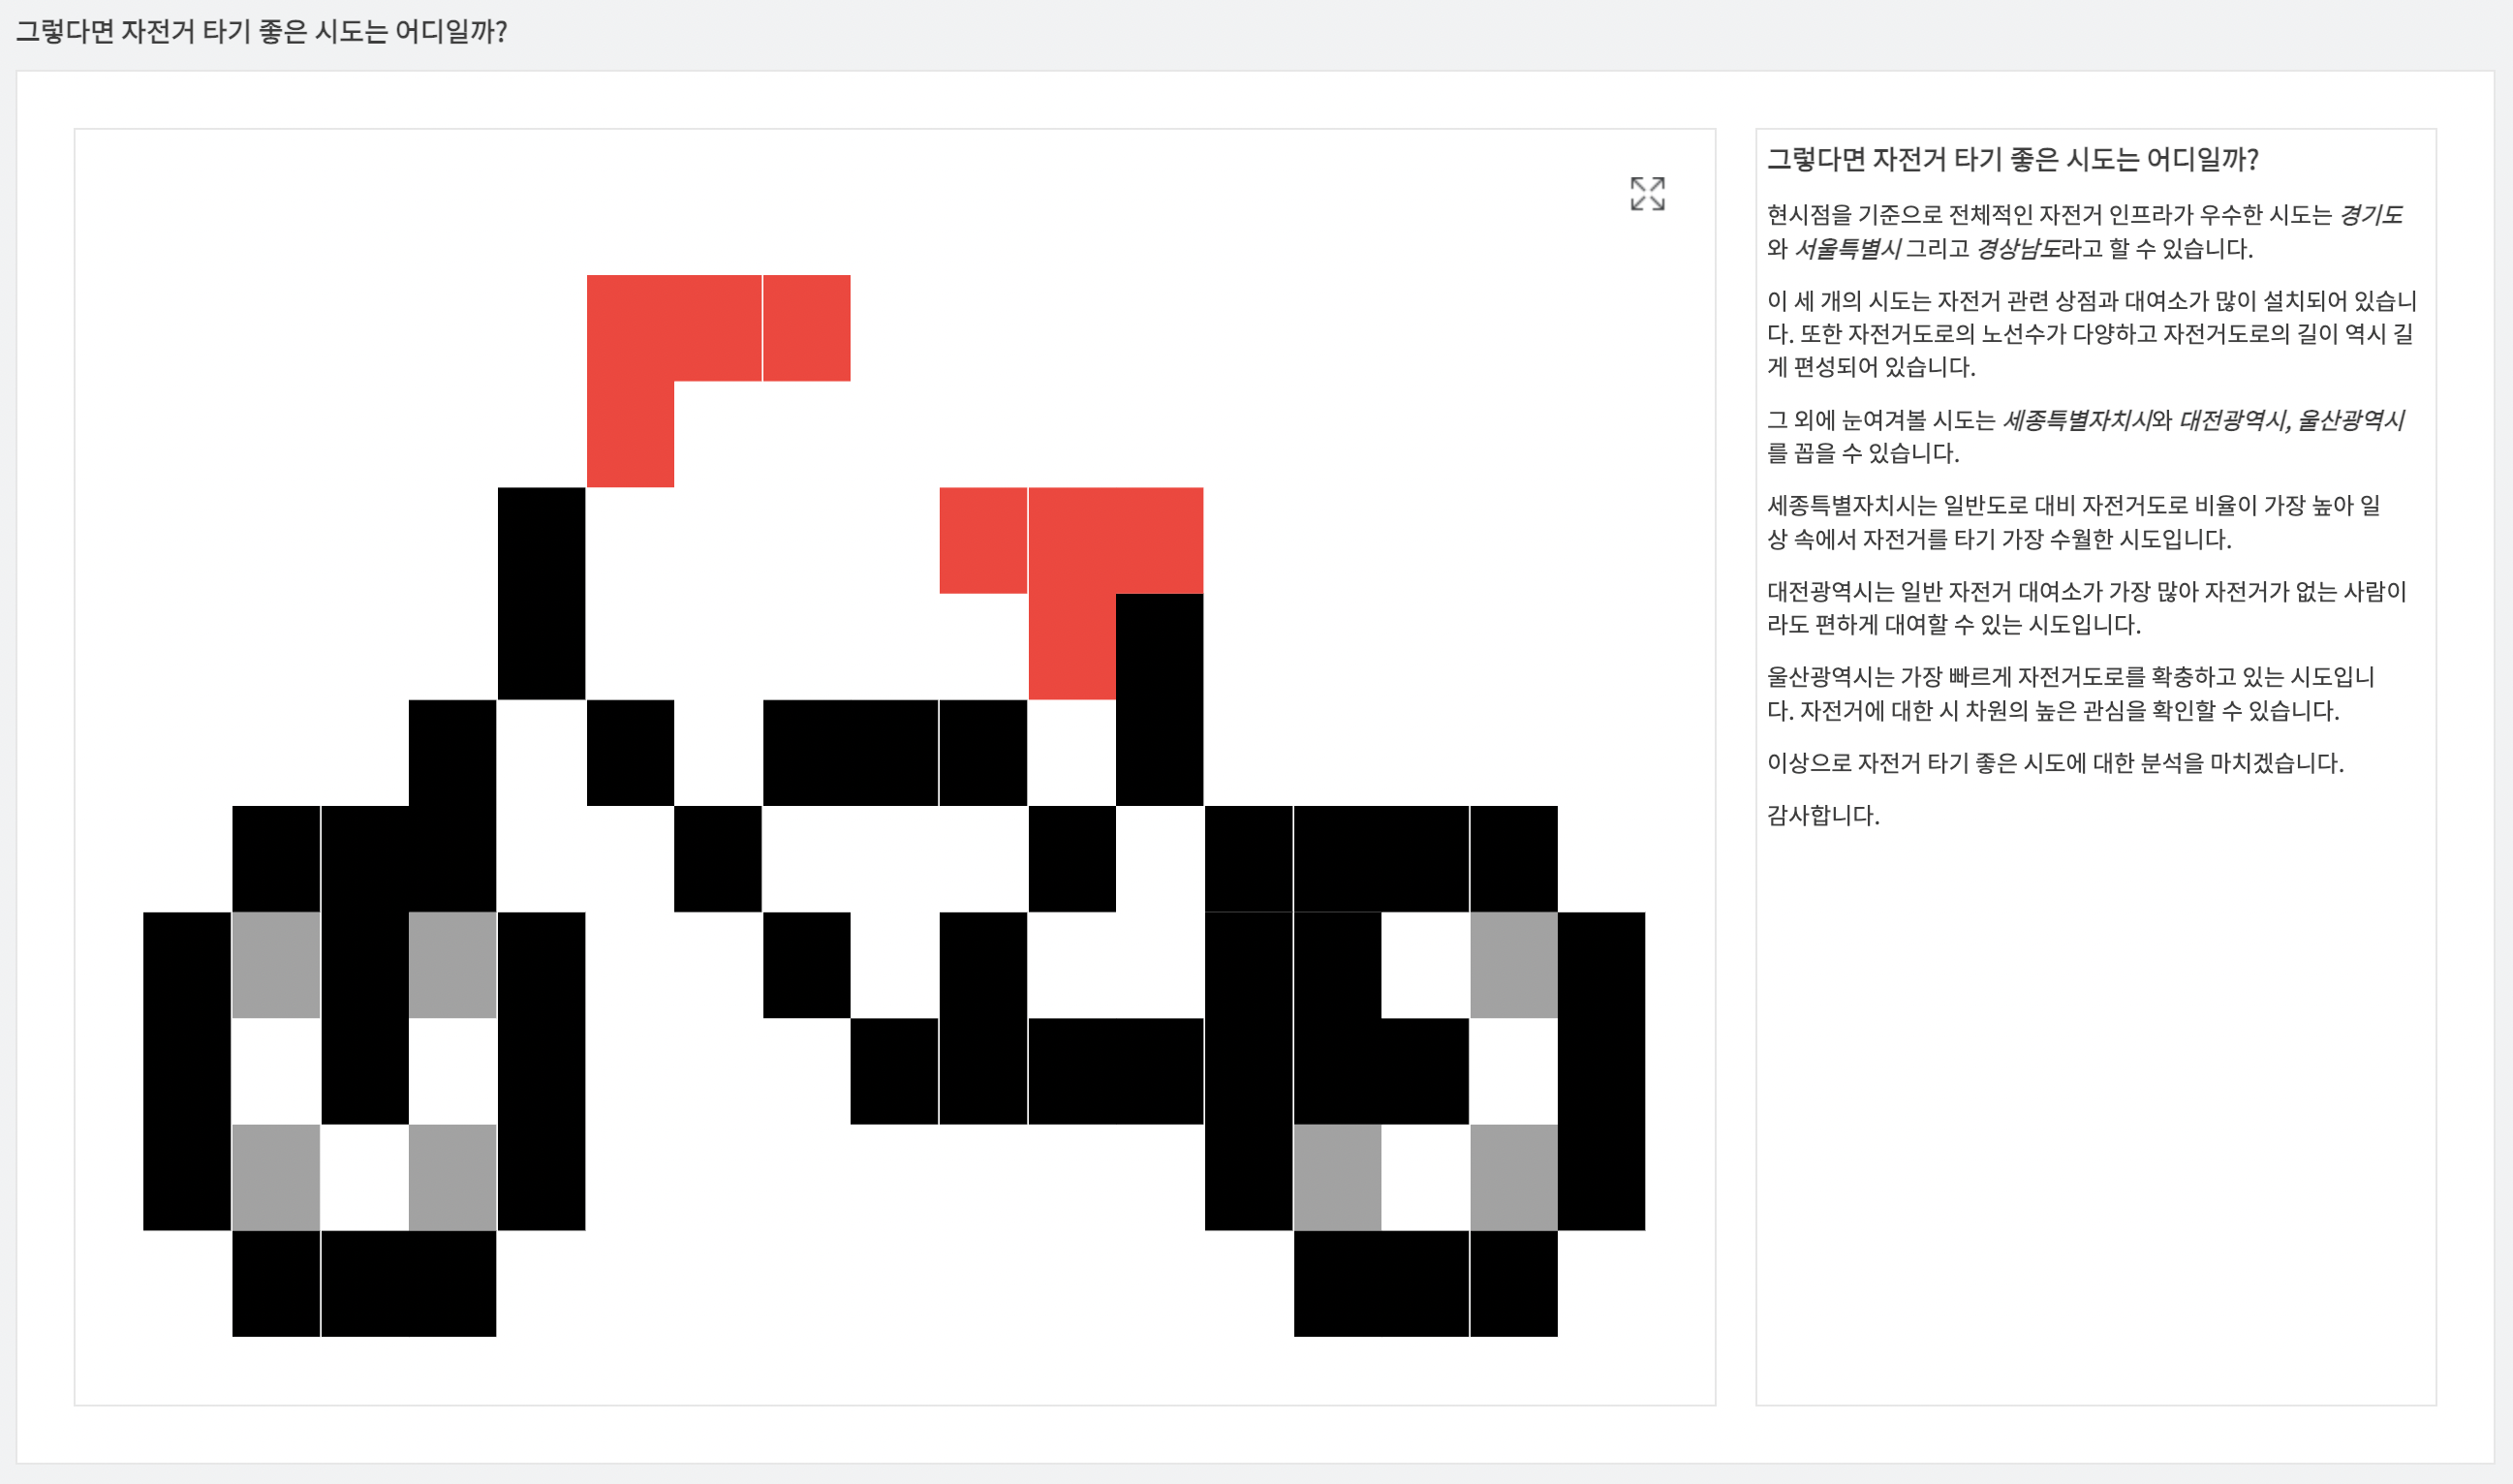 그렇다면 자전거 타기 좋은 시도는 어디일까?
그렇다면 자전거 타기 좋은 시도는 어디일까?
현시점을 기준으로 전체적인 자전거 인프라가 우수한 시도는 경기도
와 서울특별시 그리고 경상남도라고 할 수 있습니다.
이 세 개의 시도는 자전거 관련 상점과 대여소가 많이 설치되어 있습니
다. 또한 자전거도로의 노선수가 다양하고 자전거도로의 길이 역시 길
게 편성되어 있습니다.
그 외에 눈여겨볼 시도는 세종특별자치시와 대전광역시, 울산광역시
를 꼽을 수 있습니다.
세종특별자치시는 일반도로 대비 자전거도로 비율이 가장 높아 일
상 속에서 자전거를 타기 가장 수월한 시도입니다.
대전광역시는 일반 자전거 대여소가 가장 많아 자전거가 없는 사람이
라도 편하게 대여할 수 있는 시도입니다.
울산광역시는 가장 빠르게 자전거도로를 확충하고 있는 시도입니
다. 자전거에 대한 시 차원의 높은 관심을 확인할 수 있습니다.
이상으로 자전거 타기 좋은 시도에 대한 분석을 마치겠습니다.
감사합니다.